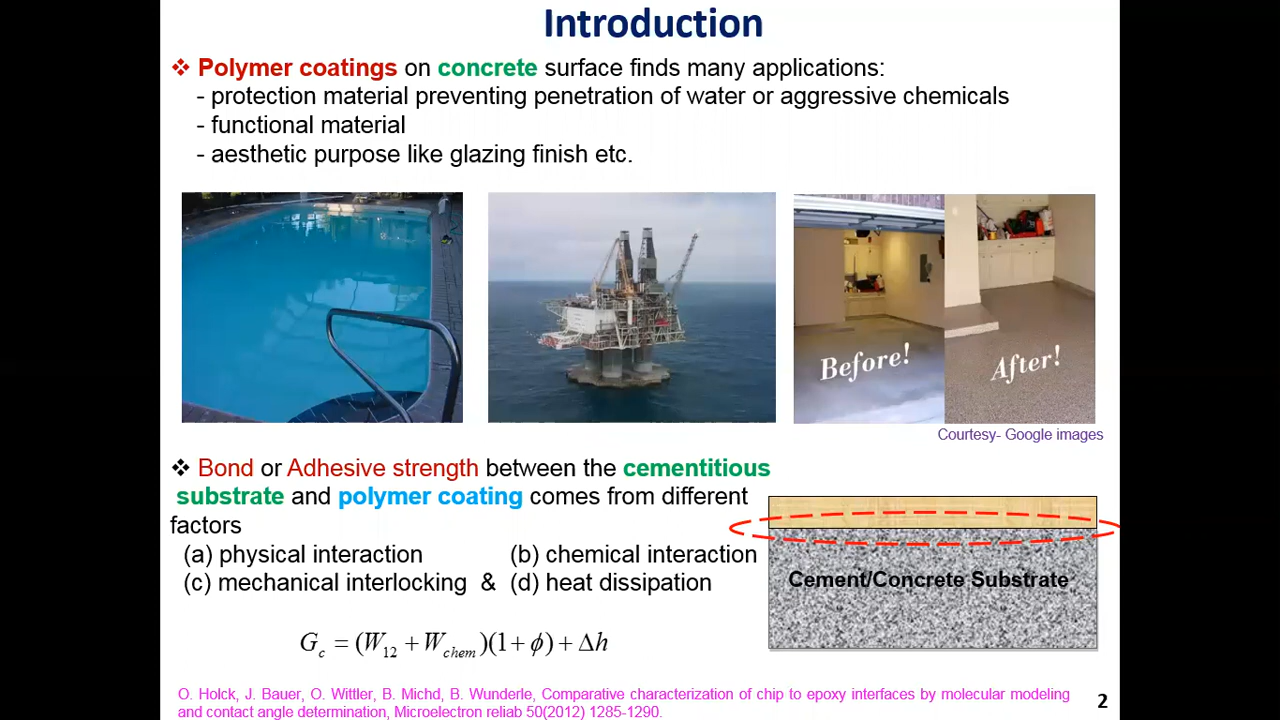 Introduction
❖ Polymer coatings on concrete surface finds many applications:
- protection material preventing penetration of water or aggressive chemicals
- functional material
- aesthetic purpose like glazing finish etc.
Before!
After!
Courtesy- Google images
❖ Bond or Adhesive strength between the cementitious
substrate and polymer coating comes from different
factors
(a) physical interaction (b) chemical interaction
(c) mechanical interlocking & (d) heat dissipation
Cement/Concrete Substrate
G_c = (W_12 + W_chem)(1 + ϕ) + Δh
O. Holck, J. Bauer, O. Wittler, B. Michd, B. Wunderle, Comparative characterization of chip to epoxy interfaces by molecular modeling
and contact angle determination, Microelectron reliab 50(2012) 1285-1290.
2